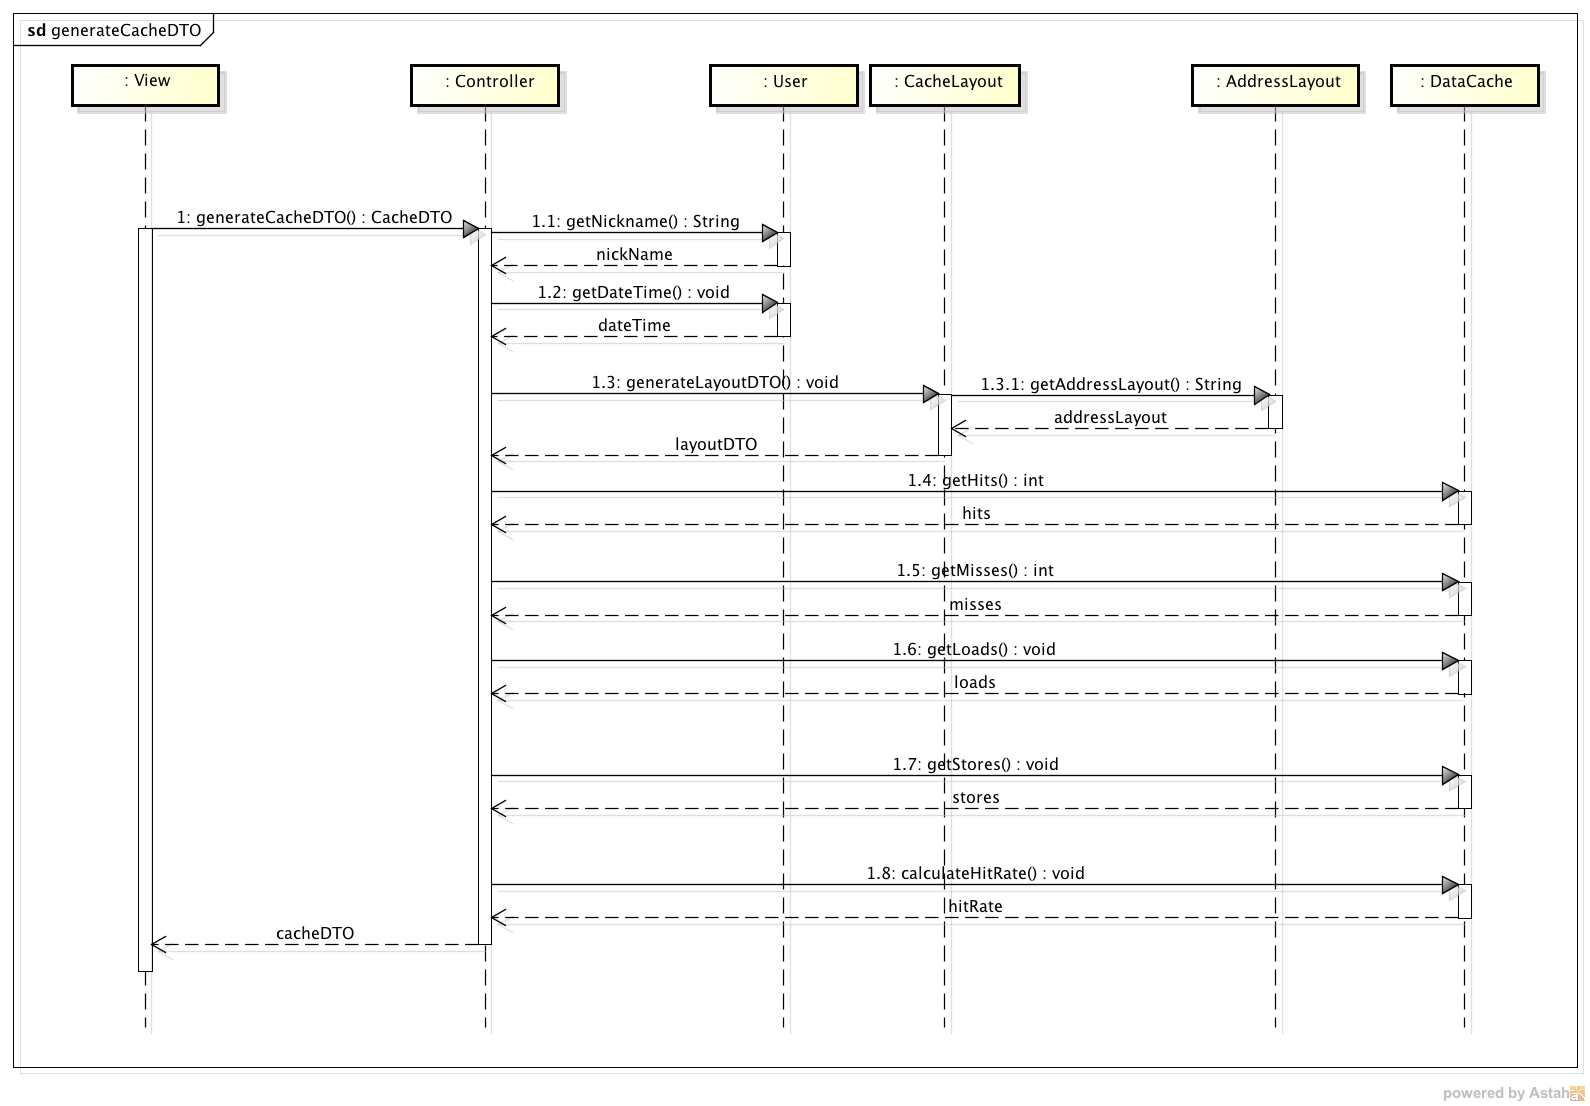 sd generateCacheDTO
: View
: Controller
: User
: CacheLayout
: AddressLayout
: DataCache
1: generateCacheDTO() : CacheDTO
1.1: getNickname() : String
nickName
1.2: getDateTime() : void
dateTime
1.3: generateLayoutDTO() : void
1.3.1: getAddressLayout() : String
addressLayout
layoutDTO
1.4: getHits() : int
hits
1.5: getMisses() : int
misses
1.6: getLoads() : void
loads
1.7: getStores() : void
stores
1.8: calculateHitRate() : void
hitRate
cacheDTO
powered by Astah